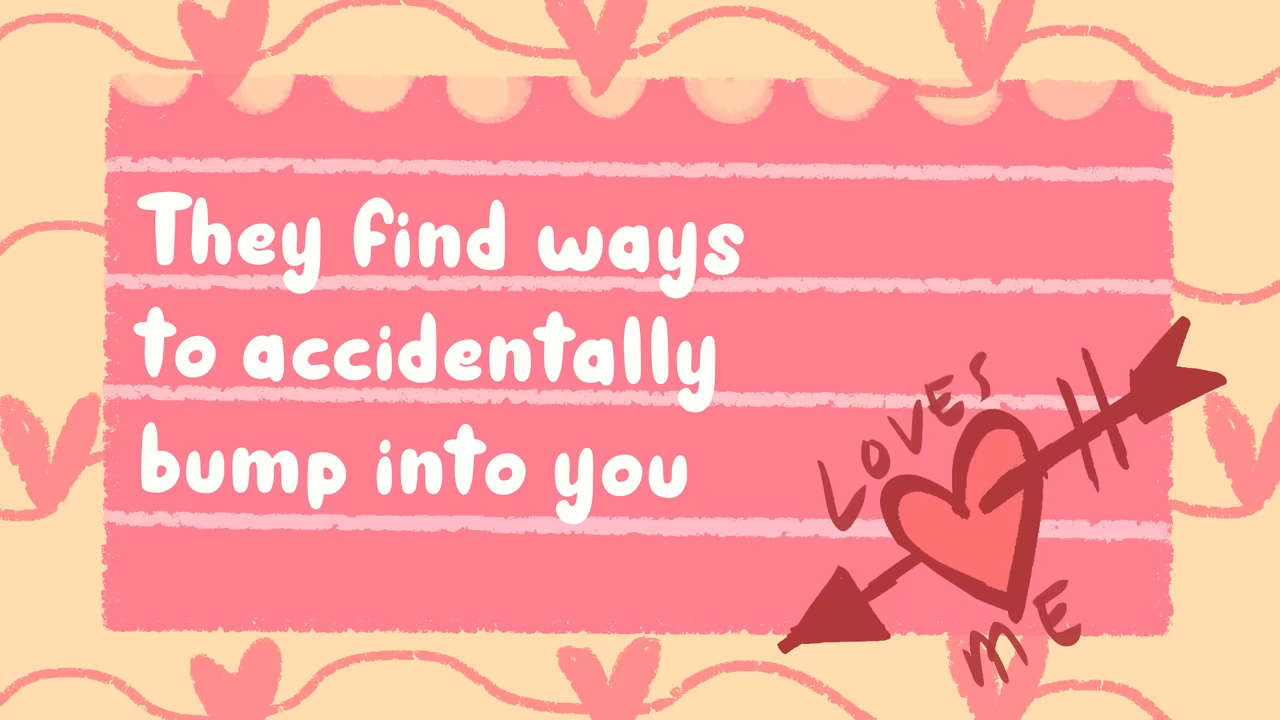 They find ways
to accidentally
bump into you
LOVES
ME